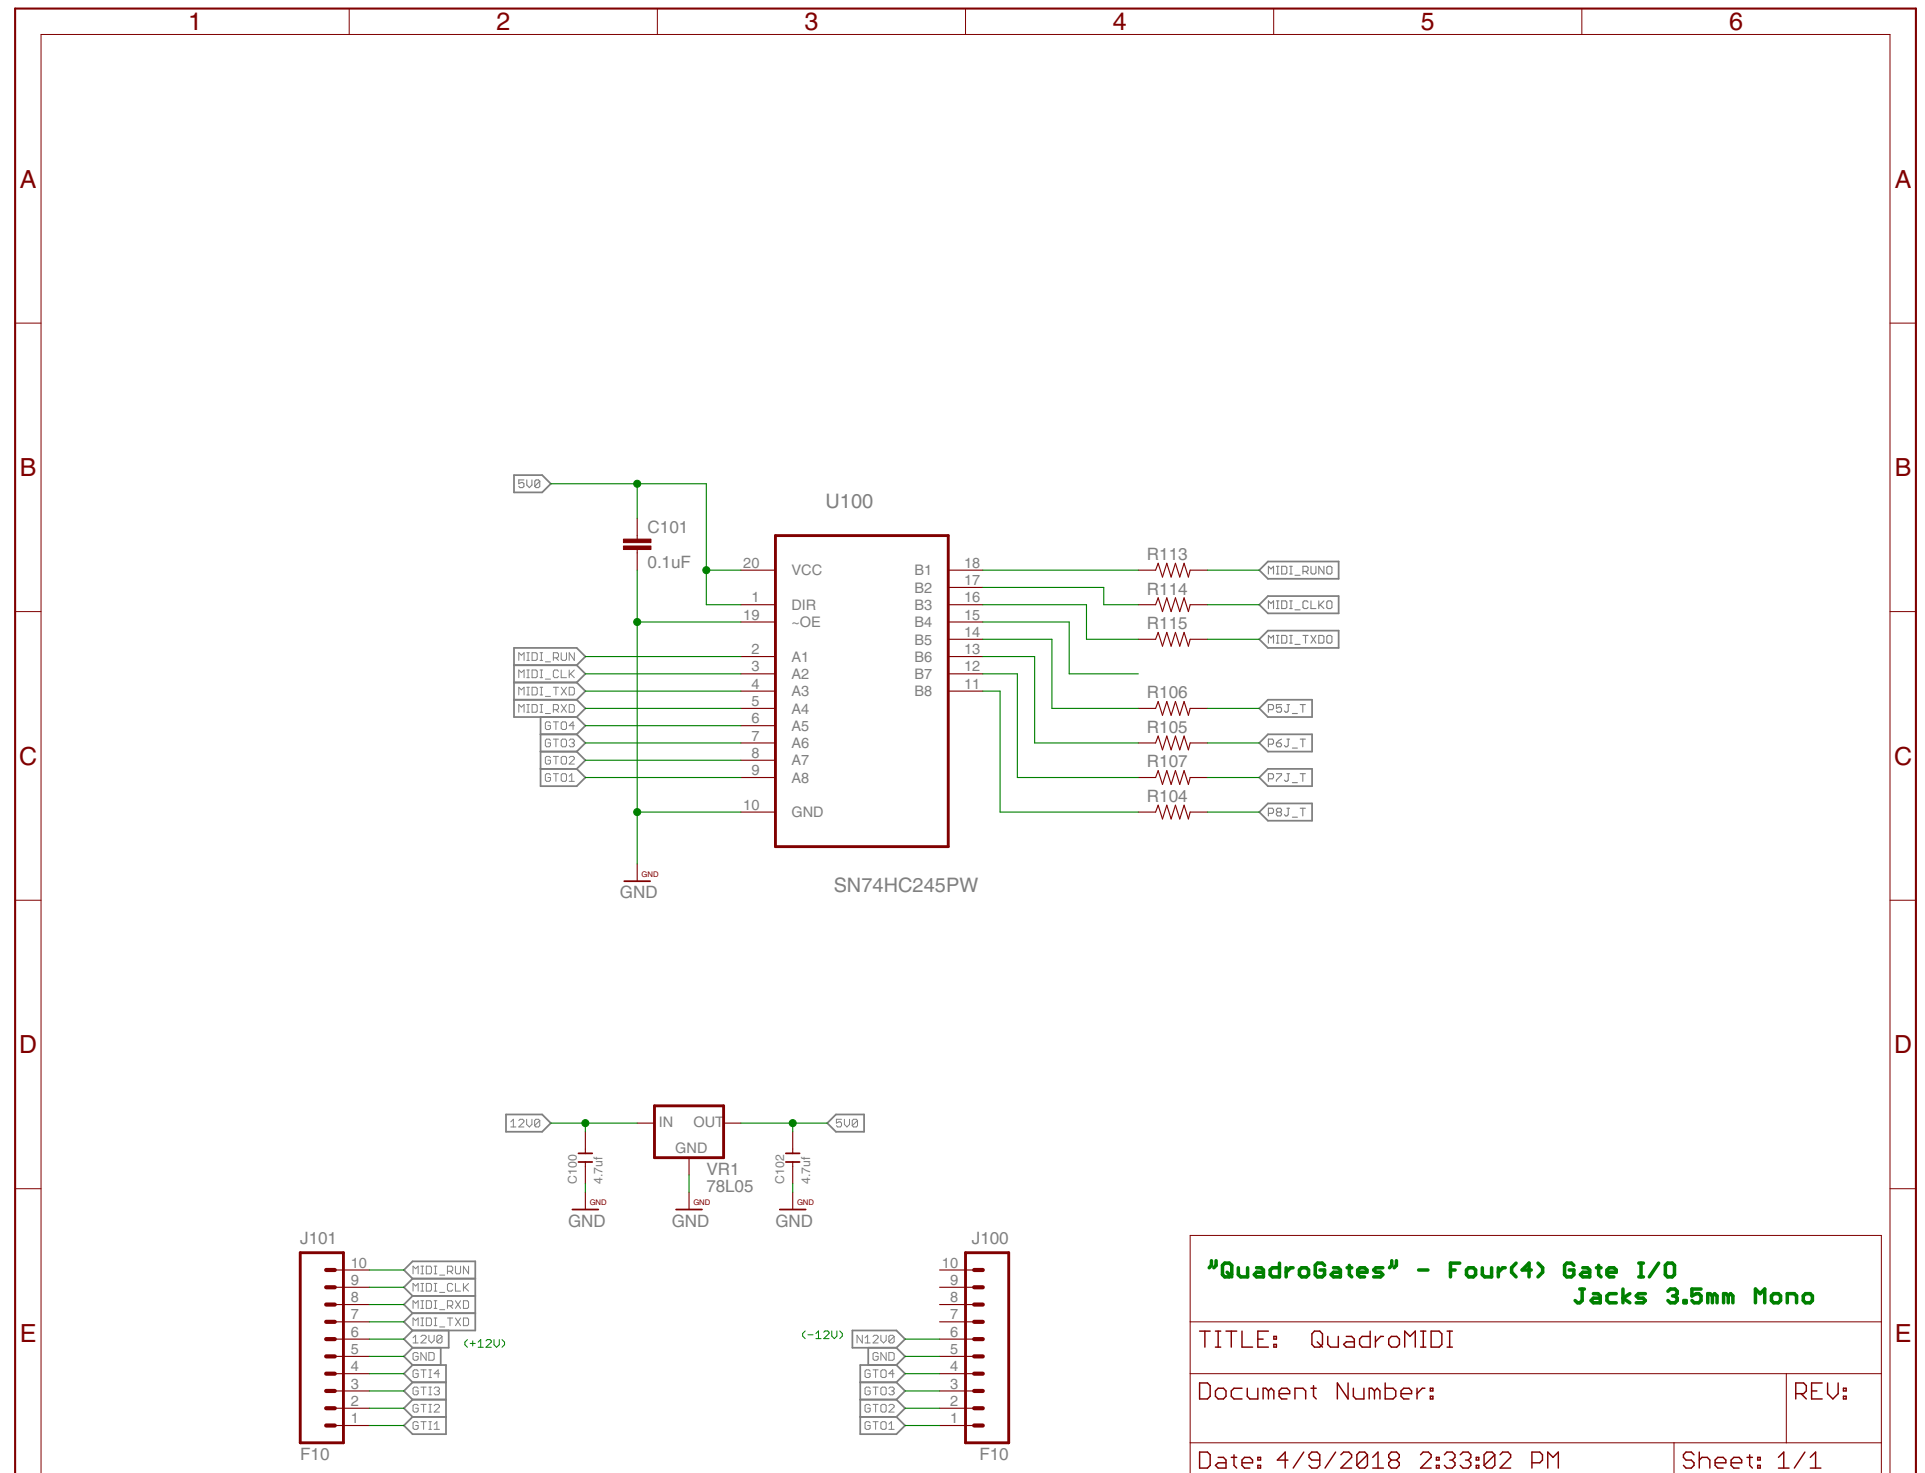 1 2 3 4 5 6
A A
B B
5V0
U100
C101
0.1uF
20 VCC B1 18
B2 17
1 DIR B3 16
19 ~OE B4 15
B5 14
MIDI_RUN 2 A1 B6 13
MIDI_CLK 3 A2 B7 12
MIDI_TXD 4 A3 B8 11
MIDI_RXD 5 A4
GTO4 6 A5
GTO3 7 A6
GTO2 8 A7
GTO1 9 A8
10 GND
R113 MIDI_RUNO
R114 MIDI_CLKO
R115 MIDI_TXDO
R106 P5J_T
R105 P6J_T
R107 P7J_T
R104 P8J_T
C C
GND
GND
SN74HC245PW
D D
12V0 IN OUT 5V0
GND
C100 4.7uf
VR1
78L05
C102 4.7uf
GND GND GND
GND GND GND
J101
10 MIDI_RUN
9 MIDI_CLK
8 MIDI_RXD
7 MIDI_TXD
6 12V0 (+12V)
5 GND
4 GTI4
3 GTI3
2 GTI2
1 GTI1
F10
J100
10
9
8
7
(-12V) N12V0 6
GND 5
GTO4 4
GTO3 3
GTO2 2
GTO1 1
F10
E E
"QuadroGates" - Four(4) Gate I/O
Jacks 3.5mm Mono
TITLE: QuadroMIDI
Document Number: REV:
Date: 4/9/2018 2:33:02 PM Sheet: 1/1